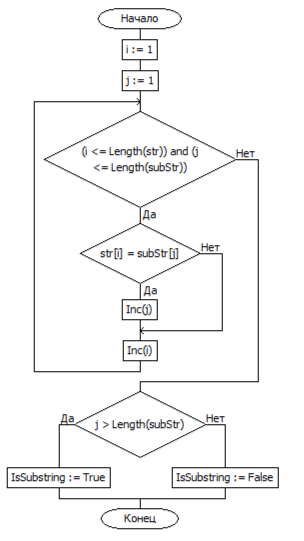 Начало
i := 1
j := 1
(i <= Length(str)) and (j
<= Length(subStr))
Нет
Да
str[i] = subStr[j]
Нет
Да
Inc(j)
Inc(i)
Да
j > Length(subStr)
Нет
IsSubstring := True
IsSubstring := False
Конец